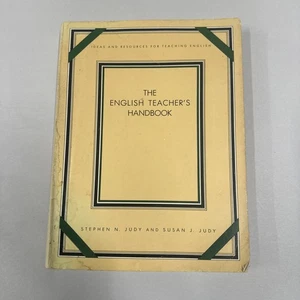 IDEAS AND RESOURCES FOR TEACHING ENGLISH
THE
ENGLISH TEACHER'S
HANDBOOK
STEPHEN N. JUDY AND SUSAN J. JUDY